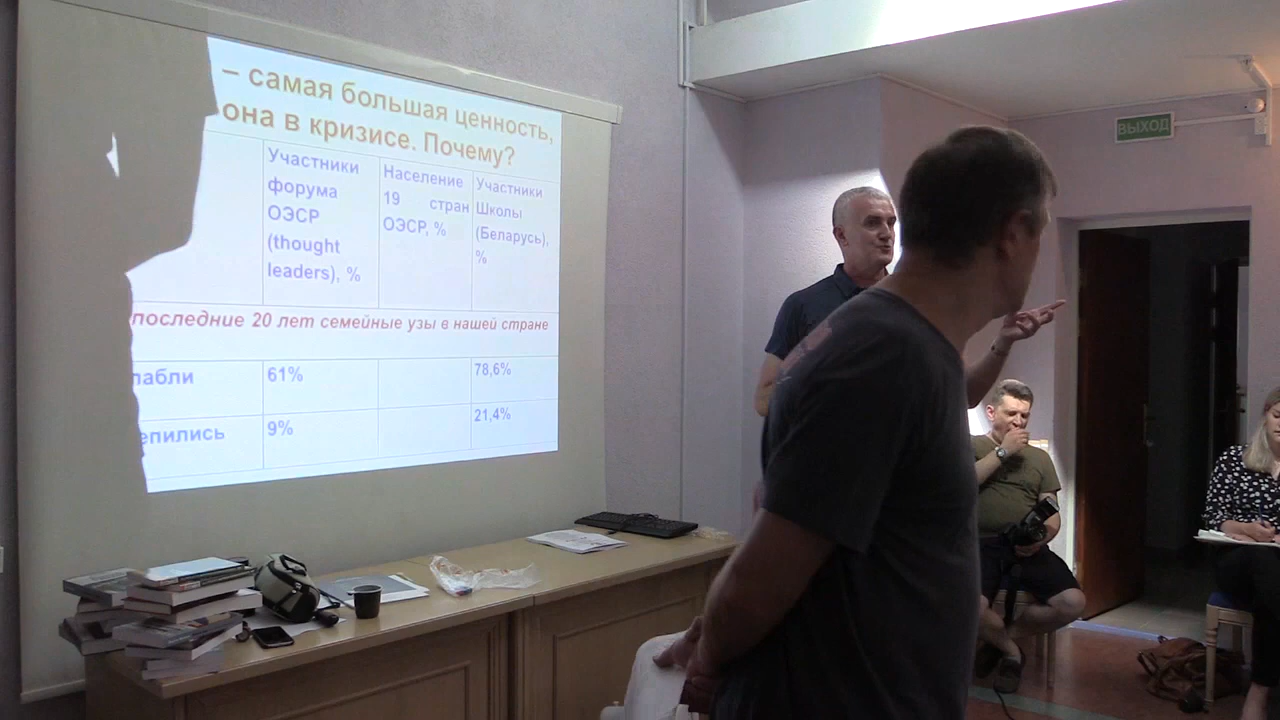 – самая большая ценность,
она в кризисе. Почему?
Участники
форума
ОЭСР
(thought
leaders), %
Население
19 стран
ОЭСР, %
Участники
Школы
(Беларусь),
%
последние 20 лет семейные узы в нашей стране
лабли
61%
78,6%
епились
9%
21,4%
ВЫХОД